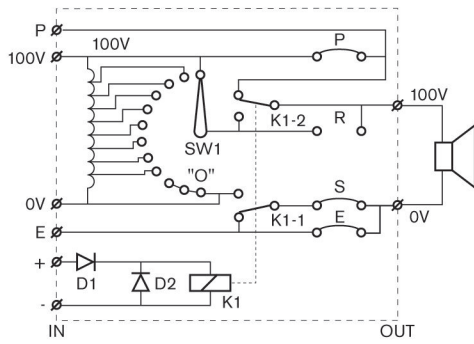 P
100V
100V
P
100V
K1-2
R
SW1
"O"
S
0V
K1-1
E
0V
E
+
D1
D2
K1
-
IN
OUT